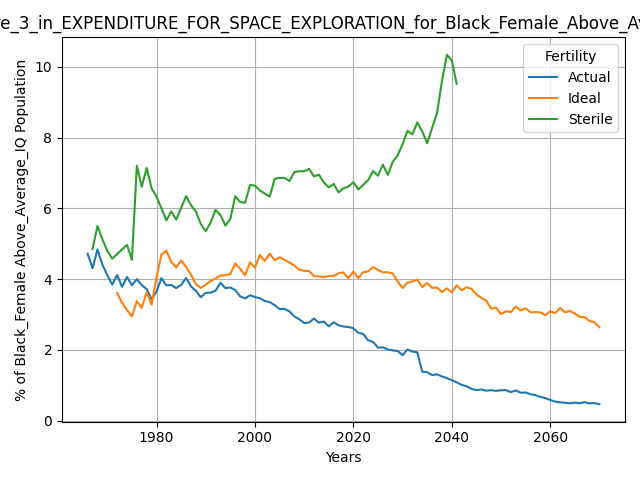 re_3_in_EXPENDITURE_FOR_SPACE_EXPLORATION_for_Black_Female_Above_Av
% of Black_Female Above_Average_IQ Population
10
8
6
4
2
0
Fertility
Actual
Ideal
Sterile
1980
2000
2020
2040
2060
Years